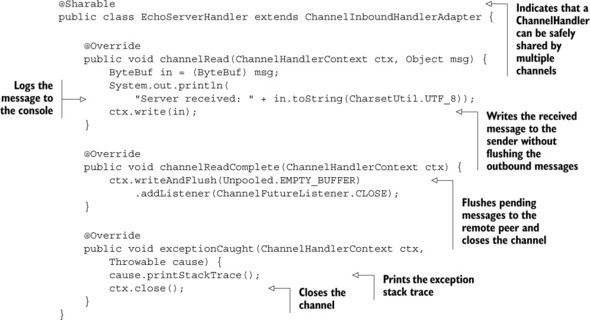 @Sharable
public class EchoServerHandler extends ChannelInboundHandlerAdapter {
Indicates that a
ChannelHandler
can be safely
shared by
multiple
channels
@Override
public void channelRead(ChannelHandlerContext ctx, Object msg) {
ByteBuf in = (ByteBuf) msg;
System.out.println(
"Server received: " + in.toString(CharsetUtil.UTF_8));
ctx.write(in);
}
Logs the
message to
the console
Writes the received
message to the
sender without
flushing the
outbound messages
@Override
public void channelReadComplete(ChannelHandlerContext ctx) {
ctx.writeAndFlush(Unpooled.EMPTY_BUFFER)
.addListener(ChannelFutureListener.CLOSE);
}
Flushes pending
messages to the
remote peer and
closes the channel
@Override
public void exceptionCaught(ChannelHandlerContext ctx,
Throwable cause) {
cause.printStackTrace();
ctx.close();
}
}
Closes the
channel
Prints the exception
stack trace